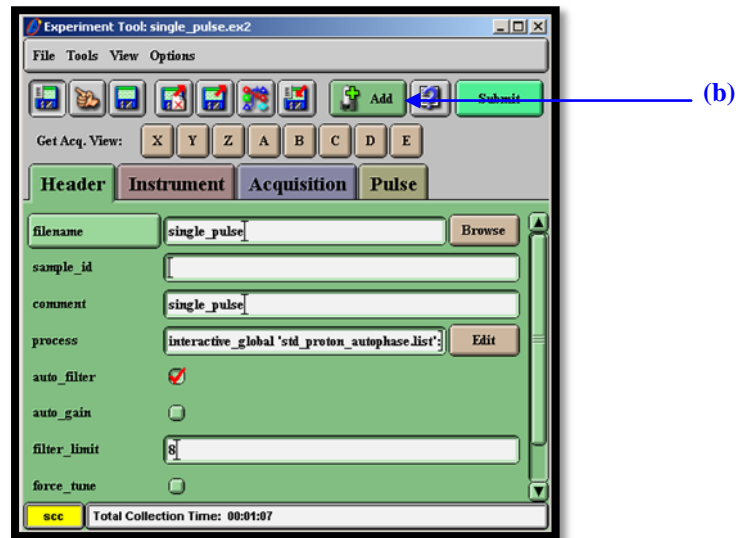 Experiment Tool: single_pulse.ex2
File Tools View Options
Add Submit (b)
Get Acq. View: X Y Z A B C D E
Header Instrument Acquisition Pulse
filename single_pulse Browse
sample_id
comment single_pulse
process interactive_global 'std_proton_autophase.list'; Edit
auto_filter
auto_gain
filter_limit 8
force_tune
scc Total Collection Time: 00:01:07